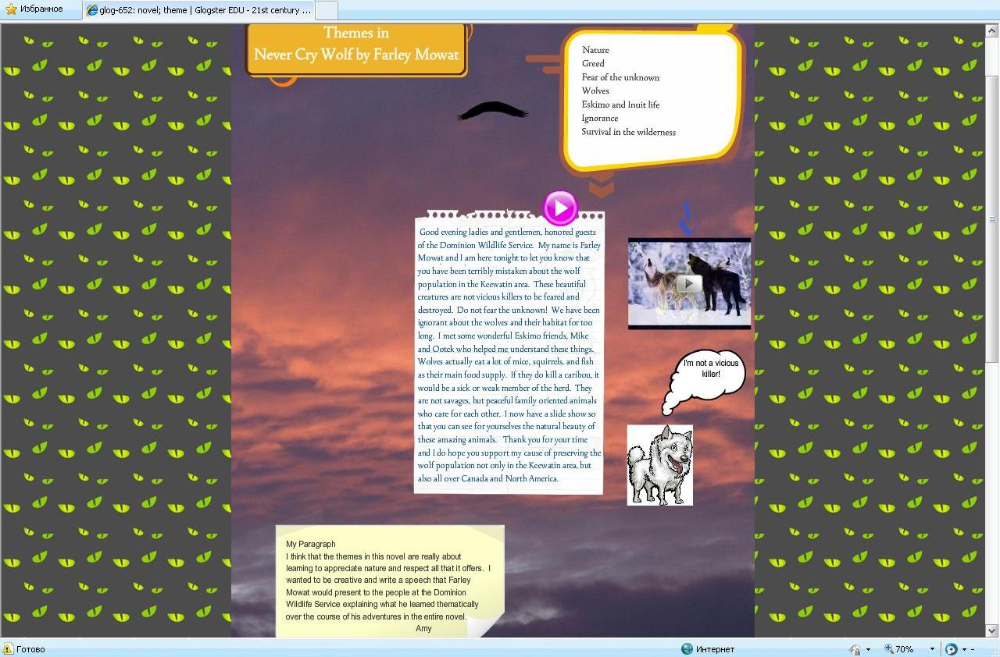 Избранное
glog-652: novel; theme | Glogster EDU - 21st century ...
Themes in
Never Cry Wolf by Farley Mowat
Nature
Greed
Fear of the unknown
Wolves
Eskimo and Inuit life
Ignorance
Survival in the wilderness
Good evening ladies and gentlemen, honored guests
of the Dominion Wildlife Service. My name is Farley
Mowat and I am here tonight to let you know that
you have been terribly mistaken about the wolf
population in the Keewatin area. These beautiful
creatures are not vicious killers to be feared and
destroyed. Do not fear the unknown! We have been
ignorant about the wolves and their habitat for too
long. I met some wonderful Eskimo friends, Mike
and Ootek who helped me understand these things.
Wolves actually eat a lot of mice, squirrels, and fish
as their main food supply. If they do kill a caribou, it
would be a sick or weak member of the herd. They
are not savages, but peaceful family oriented animals
who care for each other. I now have a slide show so
that you can see for yourselves the natural beauty of
these amazing animals. Thank you for your time
and I do hope you support my cause of preserving the
wolf population not only in the Keewatin area, but
also all over Canada and North America.
I'm not a vicious
killer!
My Paragraph
I think that the themes in this novel are really about
learning to appreciate nature and respect all that it offers. I
wanted to be creative and write a speech that Farley
Mowat would present to the people at the Dominion
Wildlife Service explaining what he learned thematically
over the course of his adventures in the entire novel.
Amy
Готово
Интернет
70%